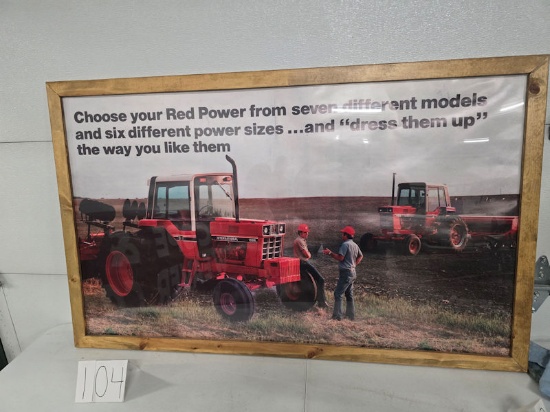 Choose your Red Power from seven different models
and six different power sizes ...and "dress them up"
the way you like them
104